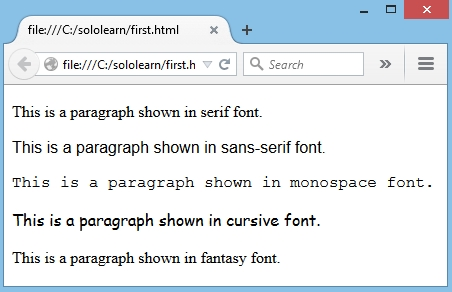 file:///C:/sololearn/first.html
file:///C:/sololearn/first.h
Search
This is a paragraph shown in serif font.
This is a paragraph shown in sans-serif font.
This is a paragraph shown in monospace font.
This is a paragraph shown in cursive font.
This is a paragraph shown in fantasy font.